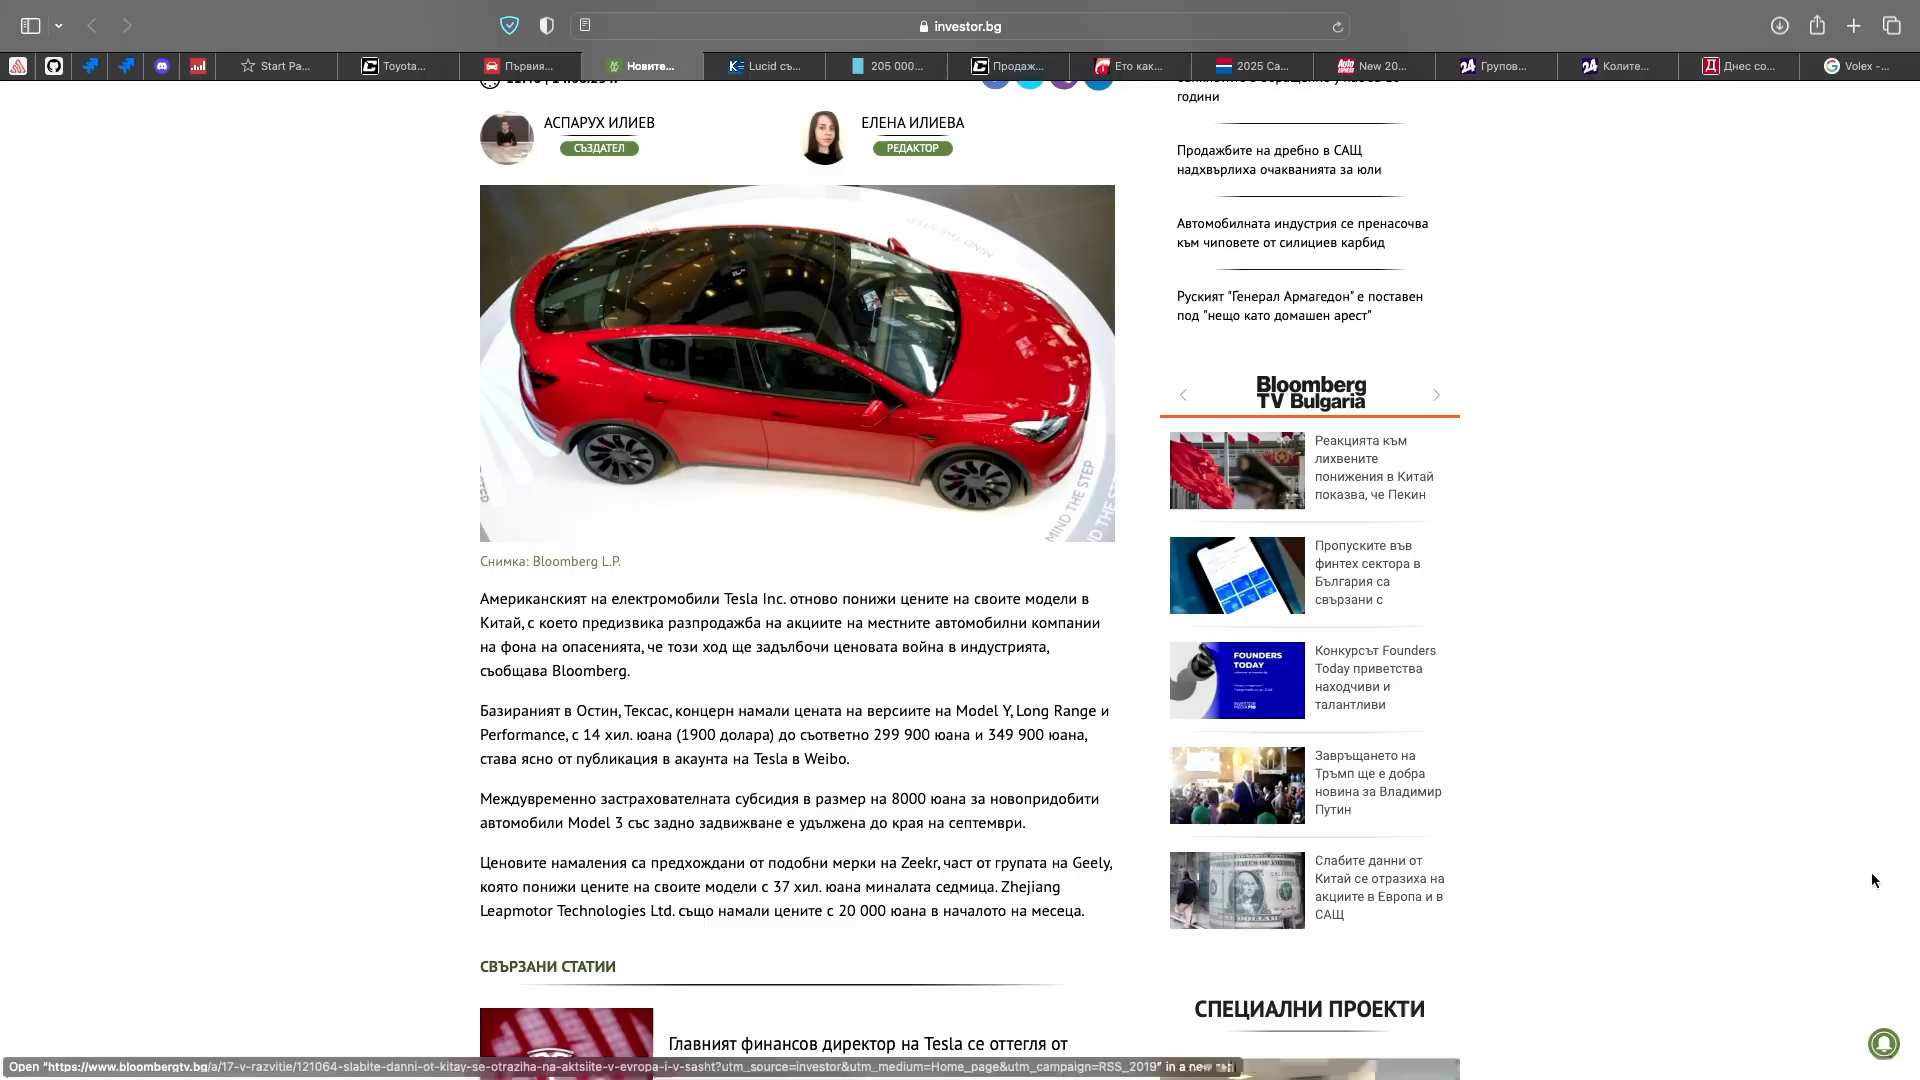 investor.bg
Start Pa...
Toyota...
Първия...
Новите...
Lucid съ...
205 000...
Продаж...
Ето как...
2025 Ca...
New 20...
Групов...
Колите...
Днес со...
Volex -...
АСПАРУХ ИЛИЕВ
СЪЗДАТЕЛ
ЕЛЕНА ИЛИЕВА
РЕДАКТОР
MIND THE STEP
MIND THE STEP
Снимка: Bloomberg L.P.
Американският на електромобили Tesla Inc. отново понижи цените на своите модели в
Китай, с което предизвика разпродажба на акциите на местните автомобилни компании
на фона на опасенията, че този ход ще задълбочи ценовата война в индустрията,
съобщава Bloomberg.
Базираният в Остин, Тексас, концерн намали цената на версиите на Model Y, Long Range и
Performance, с 14 хил. юана (1900 долара) до съответно 299 900 юана и 349 900 юана,
става ясно от публикация в акаунта на Tesla в Weibo.
Междувременно застрахователната субсидия в размер на 8000 юана за новопридобити
автомобили Model 3 със задно задвижване е удължена до края на септември.
Ценовите намаления са предхождани от подобни мерки на Zeekr, част от групата на Geely,
която понижи цените на своите модели с 37 хил. юана миналата седмица. Zhejiang
Leapmotor Technologies Ltd. също намали цените с 20 000 юана в началото на месеца.
СВЪРЗАНИ СТАТИИ
Главният финансов директор на Tesla се оттегля от
години
Продажбите на дребно в САЩ
надхвърлиха очакванията за юли
Автомобилната индустрия се пренасочва
към чиповете от силициев карбид
Руският "Генерал Армагедон" е поставен
под "нещо като домашен арест"
Bloomberg
TV Bulgaria
Реакцията към
лихвените
понижения в Китай
показва, че Пекин
Пропуските във
финтех сектора в
България са
свързани с
FOUNDERS
TODAY
Конкурсът Founders
Today приветства
находчиви и
талантливи
Завръщането на
Тръмп ще е добра
новина за Владимир
Путин
Слабите данни от
Китай се отразиха на
акциите в Европа и в
САЩ
СПЕЦИАЛНИ ПРОЕКТИ
Open "https://www.bloombergtv.bg/a/17-v-razvitie/121064-slabite-danni-ot-kitay-se-otraziha-na-aktsiite-v-evropa-i-v-sasht?utm_source=investor&utm_medium=Home_page&utm_campaign=RSS_2019" in a new